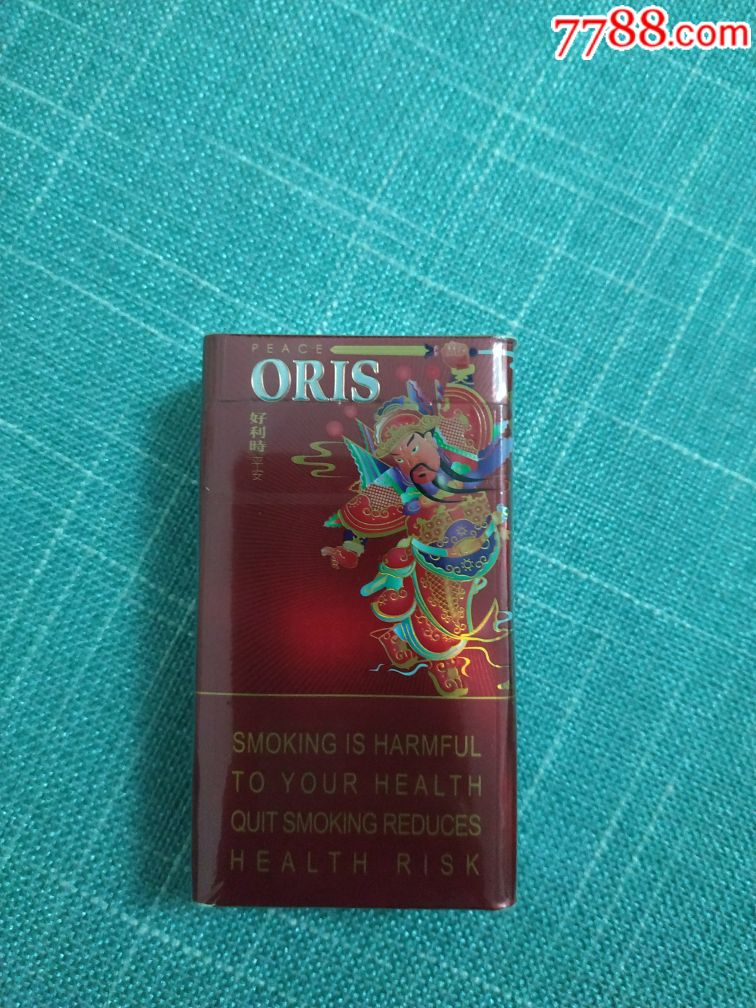 7788.com
PEACE
ORIS
好利時
平安
SMOKING IS HARMFUL
TO YOUR HEALTH
QUIT SMOKING REDUCES
HEALTH RISK